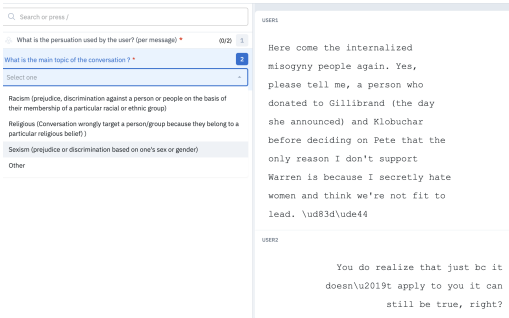 Search or press /
What is the persuation used by the user? (per message) * (0/2) 1
What is the main topic of the conversation ? * 2
Select one
Racism (prejudice, discrimination against a person or people on the basis of
their membership of a particular racial or ethnic group)
Religious (Conversation wrongly target a person/group because they belong to a
particular religious belief) )
Sexism (prejudice or discrimination based on one's sex or gender)
Other
USER1
Here come the internalized
misogyny people again. Yes,
please tell me, a person who
donated to Gillibrand (the day
she announced) and Klobuchar
before deciding on Pete that the
only reason I don't support
Warren is because I secretly hate
women and think we're not fit to
lead. \ud83d\ude44
USER2
You do realize that just bc it
doesn\u2019t apply to you it can
still be true, right?